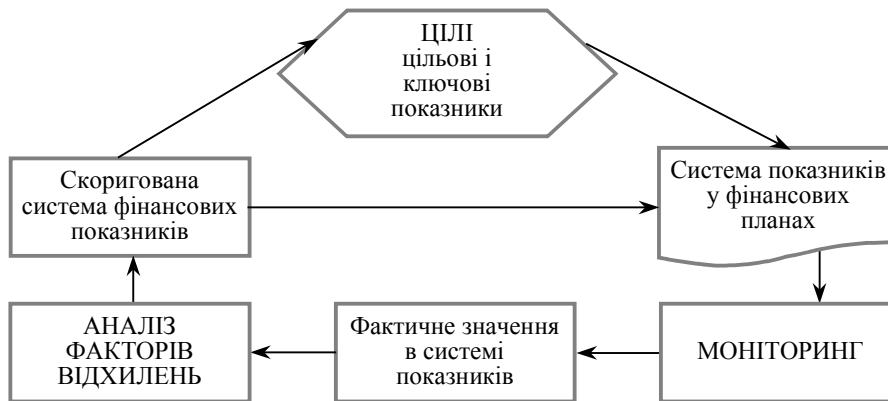 ЦІЛІ
цільові і
ключові
показники
Скоригована
система фінансових
показників
Система показників
у фінансових
планах
АНАЛІЗ
ФАКТОРІВ
ВІДХИЛЕНЬ
Фактичне значення
в системі
показників
МОНІТОРИНГ